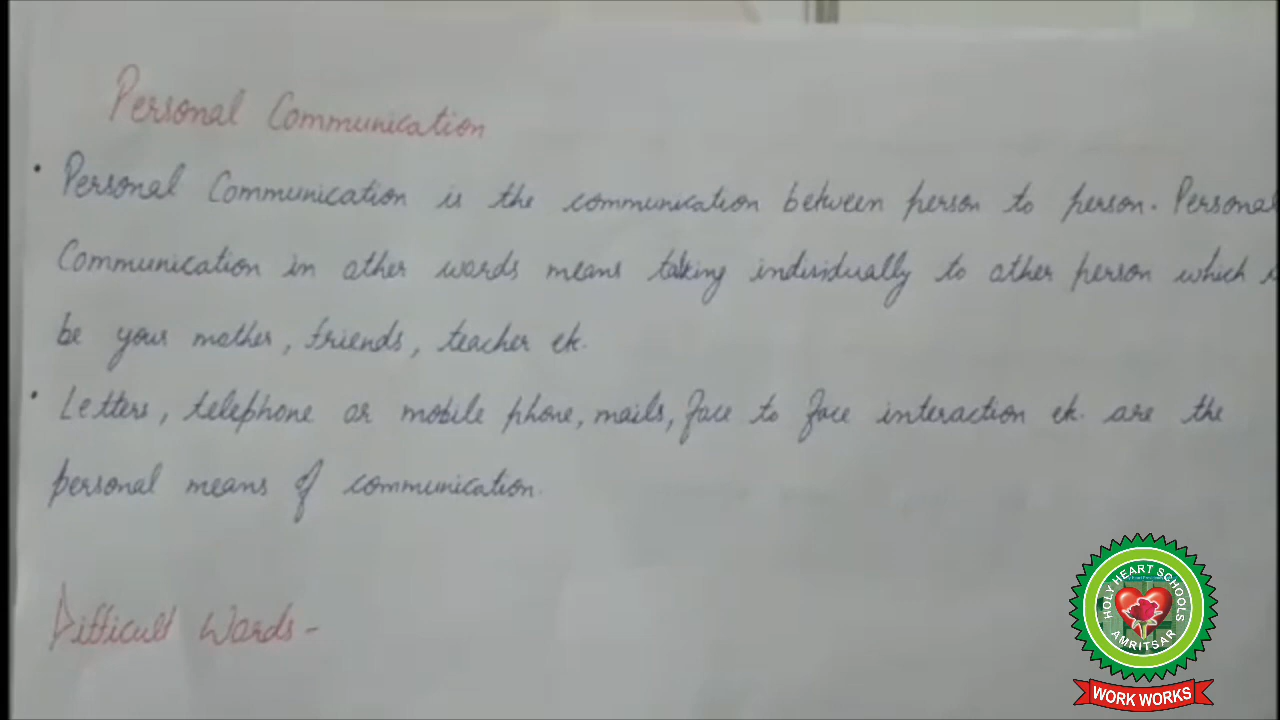 Personal Communication
• Personal Communication is the communication between person to person. Personal
Communication in other words means talking individually to other person which
be your mother, friends, teacher etc.
• Letters, telephone or mobile phone, mails, face to face interaction etc. are the
personal means of communication.
Difficult Words -
HOLY HEART SCHOOLS
AMRITSAR
WORK WORKS